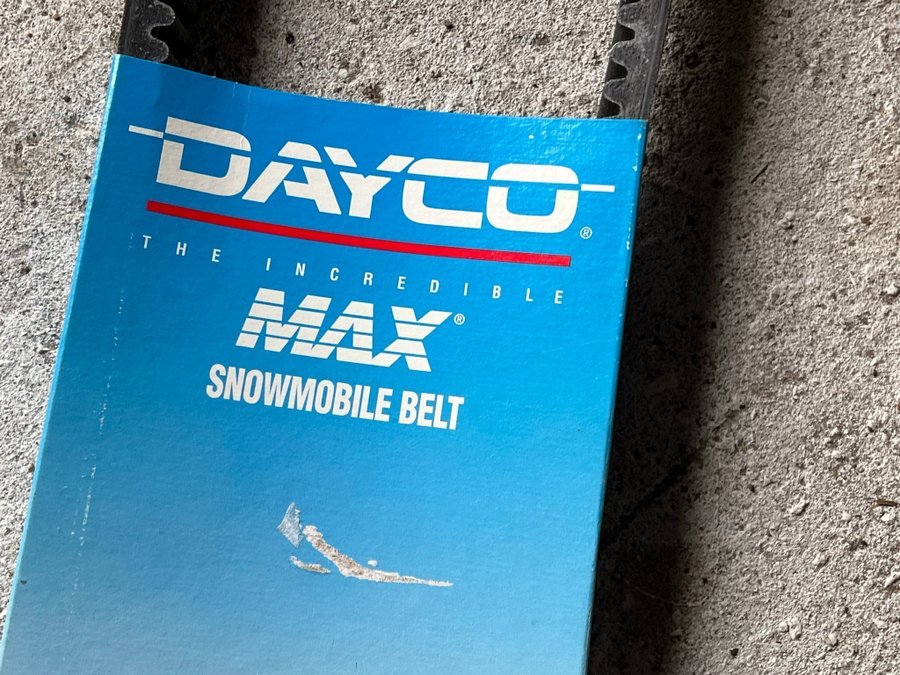 DAYCO®
THE INCREDIBLE
MAX®
SNOWMOBILE BELT